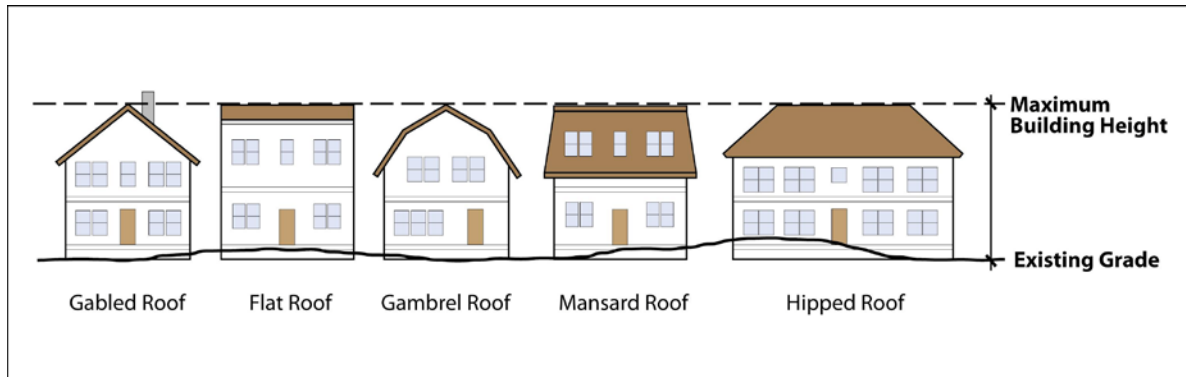 Maximum
Building Height
Existing Grade
Gabled Roof
Flat Roof
Gambrel Roof
Mansard Roof
Hipped Roof